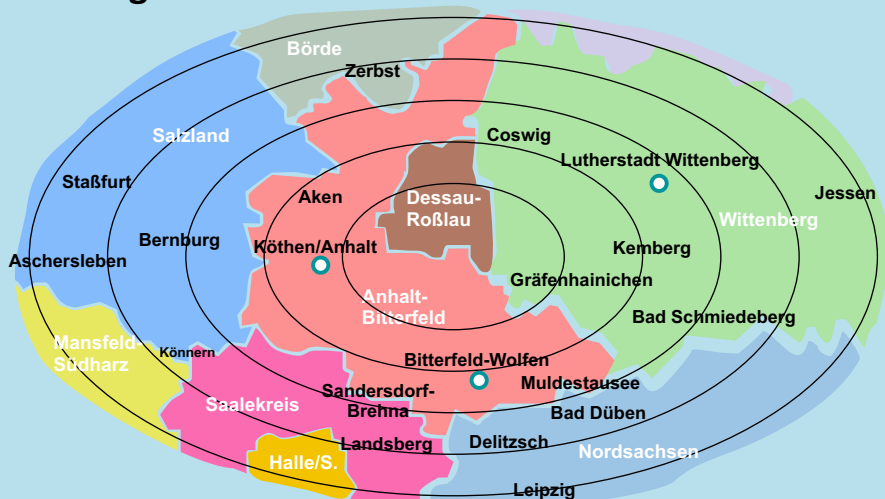 Börde
Zerbst
Salzland
Coswig
Lutherstadt Wittenberg
Staßfurt
Aken
Dessau-
Roßlau
Jessen
Wittenberg
Bernburg
Köthen/Anhalt
Kemberg
Aschersleben
Gräfenhainichen
Anhalt-
Bitterfeld
Bad Schmiedeberg
Mansfeld-
Südharz
Könnern
Bitterfeld-Wolfen
Muldestausee
Sandersdorf-
Brehna
Saalekreis
Bad Düben
Landsberg
Delitzsch
Nordsachsen
Halle/S.
Leipzig